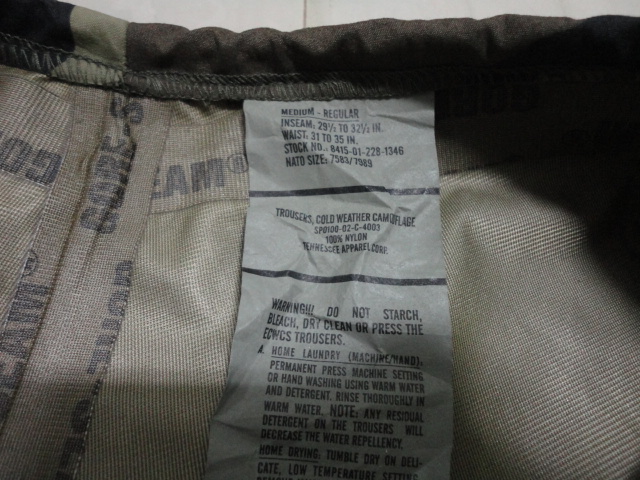 MEDIUM - REGULAR
INSEAM: 29½ TO 32½ IN.
WAIST: 31 TO 35 IN.
STOCK NO.: 8415-01-228-1346
NATO SIZE: 7583/7989
TROUSERS, COLD WEATHER CAMOUFLAGE
SPO100-02-C-4003
100% NYLON
TENNESSEE APPAREL CORP.
WARNING! DO NOT STARCH,
BLEACH, DRY CLEAN OR PRESS THE
ECWCS TROUSERS.
A. HOME LAUNDRY (MACHINE/HAND).
PERMANENT PRESS MACHINE SETTING
OR HAND WASHING USING WARM WATER
AND DETERGENT. RINSE THOROUGHLY IN
WARM WATER. NOTE: ANY RESIDUAL
DETERGENT ON THE TROUSERS WILL
DECREASE THE WATER REPELLENCY.
HOME DRYING: TUMBLE DRY ON DELI-
CATE, LOW TEMPERATURE SETTING
SEAM®